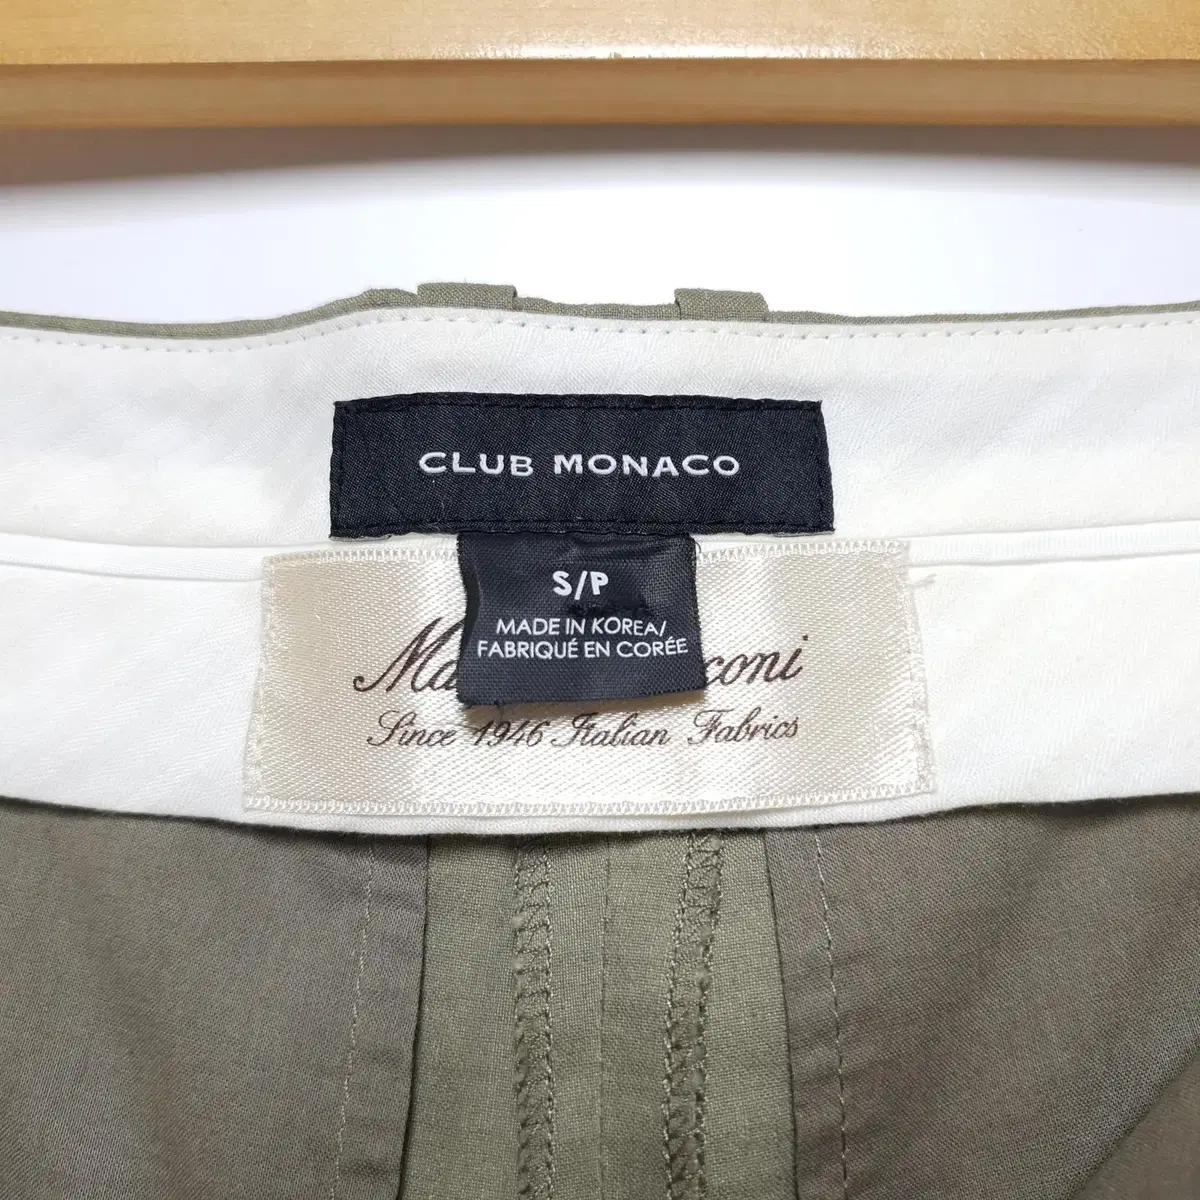 CLUB MONACO
S/P
MADE IN KOREA/
FABRIQUÉ EN CORÉE
Since 1946 Italian Fabrics